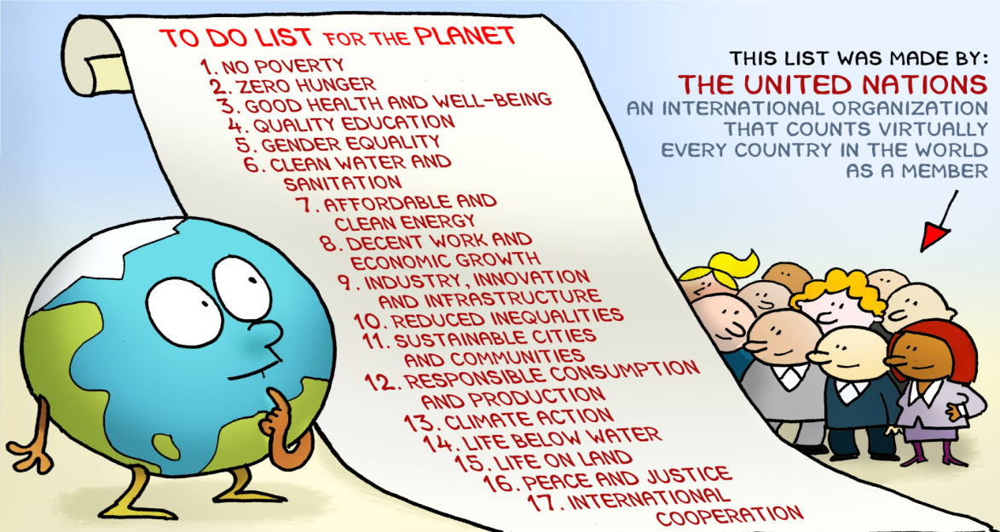 TO DO LIST FOR THE PLANET
1. NO POVERTY
2. ZERO HUNGER
3. GOOD HEALTH AND WELL-BEING
4. QUALITY EDUCATION
5. GENDER EQUALITY
6. CLEAN WATER AND
SANITATION
7. AFFORDABLE AND
CLEAN ENERGY
8. DECENT WORK AND
ECONOMIC GROWTH
9. INDUSTRY, INNOVATION
AND INFRASTRUCTURE
10. REDUCED INEQUALITIES
11. SUSTAINABLE CITIES
AND COMMUNITIES
12. RESPONSIBLE CONSUMPTION
AND PRODUCTION
13. CLIMATE ACTION
14. LIFE BELOW WATER
15. LIFE ON LAND
16. PEACE AND JUSTICE
17. INTERNATIONAL
COOPERATION
THIS LIST WAS MADE BY:
THE UNITED NATIONS
AN INTERNATIONAL ORGANIZATION
THAT COUNTS VIRTUALLY
EVERY COUNTRY IN THE WORLD
AS A MEMBER